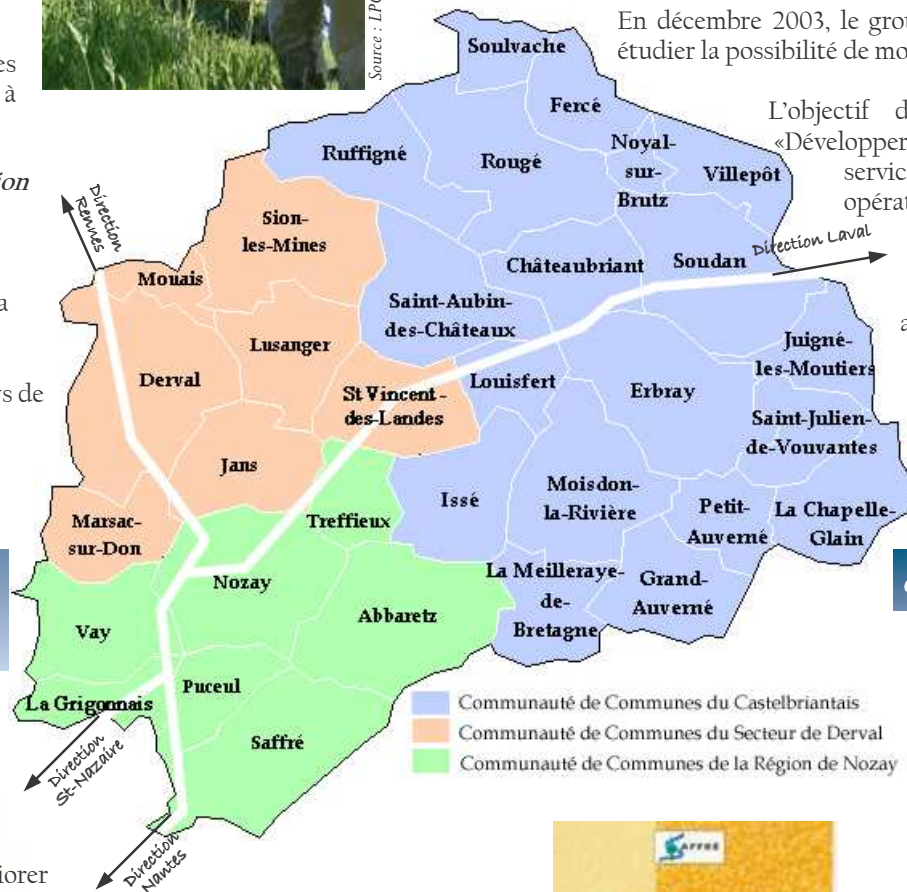 Source : LPO
En décembre 2003, le grou
étudier la possibilité de mo
es
à
L'objectif d
«Développer
servic
opérat
ion
a
a
s de
Soulvache
Fercé
Ruffigné
Rougé
Noyal-
sur-
Brutz
Villepôt
Direction
Rennes
Sion-
les-Mines
Direction Laval
Mouais
Châteaubriant
Soudan
Saint-Aubin-
des-Châteaux
Lusanger
Juigné-
les-Moutiers
Derval
St Vincent-
des-Landes
Louisfert
Erbray
Saint-Julien-
de-Vouvantes
Jans
Issé
Moisdon-
la-Rivière
Marsac-
sur-Don
Treffieux
Petit-
Auverné
La Chapelle-
Glain
Nozay
La Meilleraye-
de-
Bretagne
Grand-
Auverné
Vay
Abbaretz
La Grigonnais
Puceul
Saffré
Direction
St-Nazaire
Direction
Nantes
Communauté de Communes du Castelbriantais
Communauté de Communes du Secteur de Derval
Communauté de Communes de la Région de Nozay
iorer
SAFFRÉ